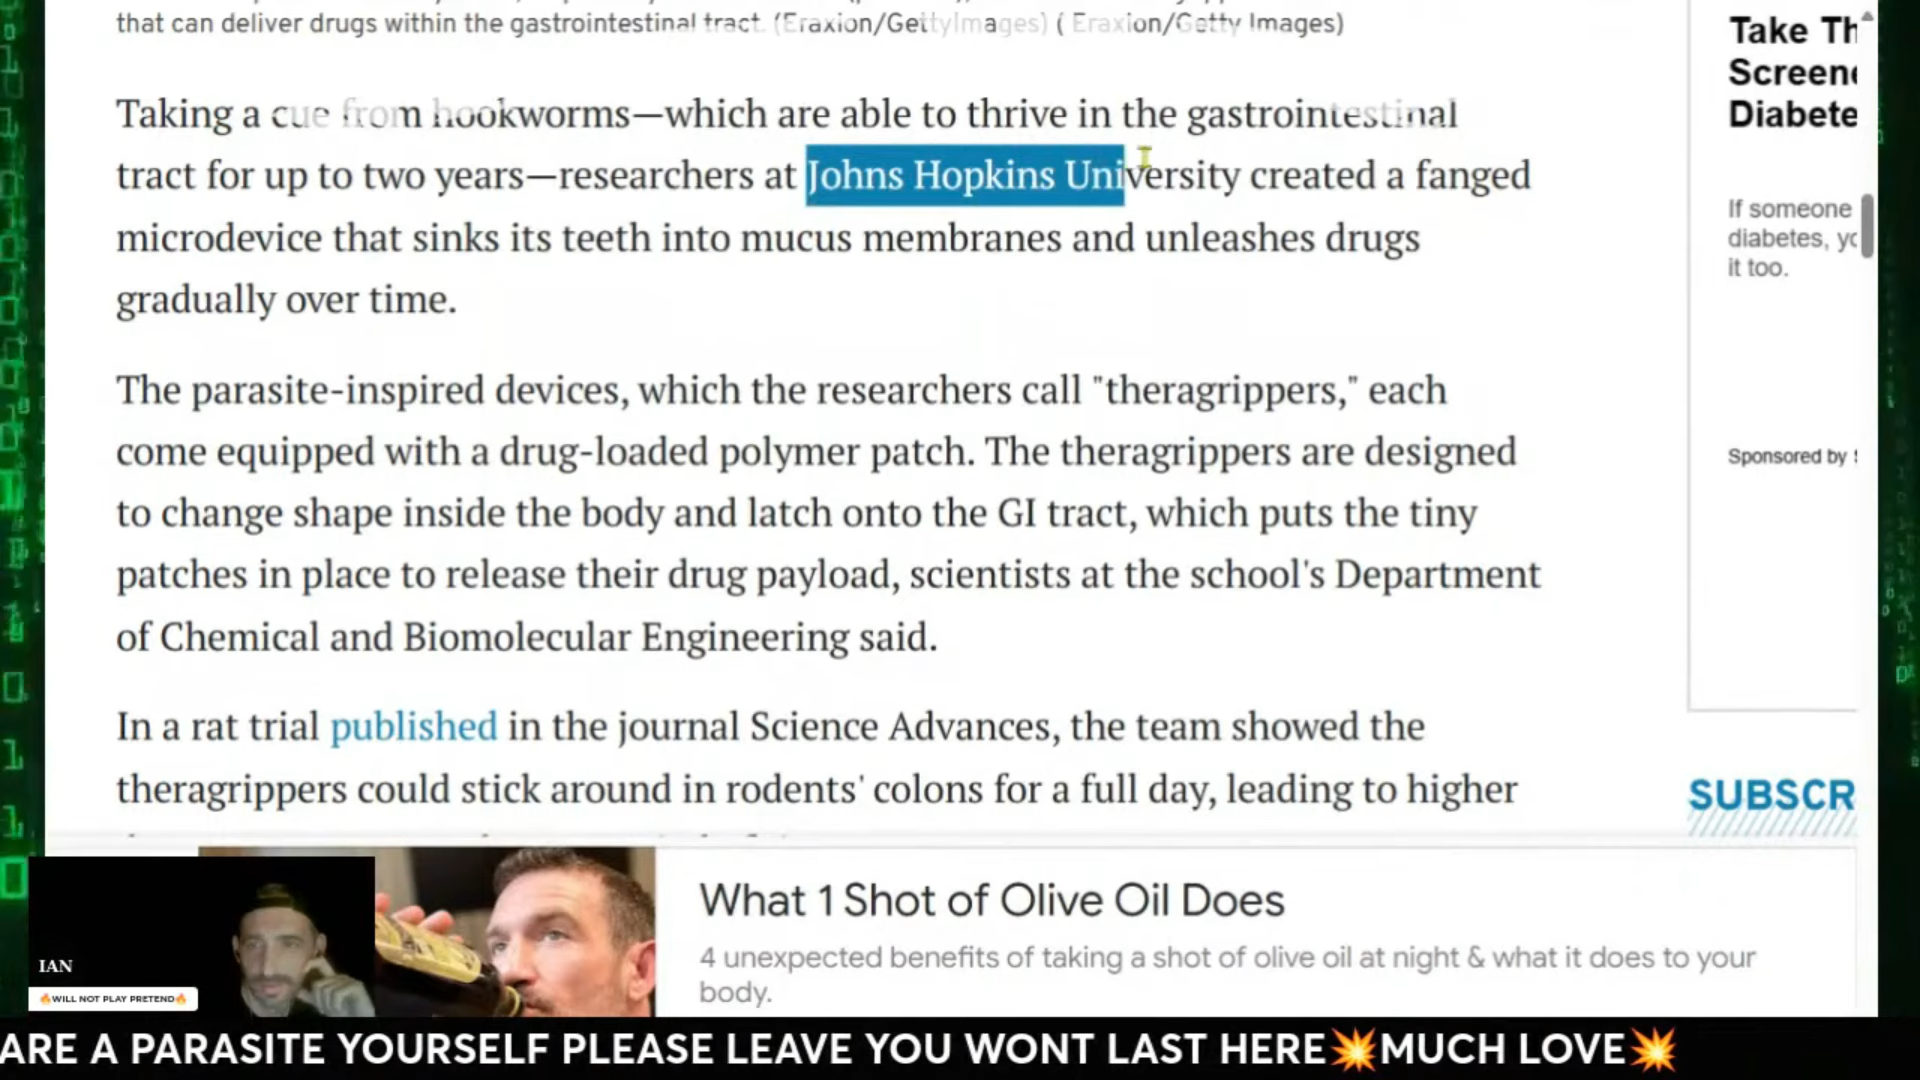 that can deliver drugs within the gastrointestinal tract. (Eraxion/GettyImages) ( Eraxion/Getty Images)
Taking a cue from hookworms—which are able to thrive in the gastrointestinal
tract for up to two years—researchers at Johns Hopkins University created a fanged
microdevice that sinks its teeth into mucus membranes and unleashes drugs
gradually over time.
The parasite-inspired devices, which the researchers call "theragrippers," each
come equipped with a drug-loaded polymer patch. The theragrippers are designed
to change shape inside the body and latch onto the GI tract, which puts the tiny
patches in place to release their drug payload, scientists at the school's Department
of Chemical and Biomolecular Engineering said.
In a rat trial published in the journal Science Advances, the team showed the
theragrippers could stick around in rodents' colons for a full day, leading to higher
Take Th
Screene
Diabete
If someone
diabetes, yo
it too.
Sponsored by
SUBSCR
What 1 Shot of Olive Oil Does
4 unexpected benefits of taking a shot of olive oil at night & what it does to your
body.
IAN
🔥WILL NOT PLAY PRETEND🔥
ARE A PARASITE YOURSELF PLEASE LEAVE YOU WONT LAST HERE💥MUCH LOVE💥